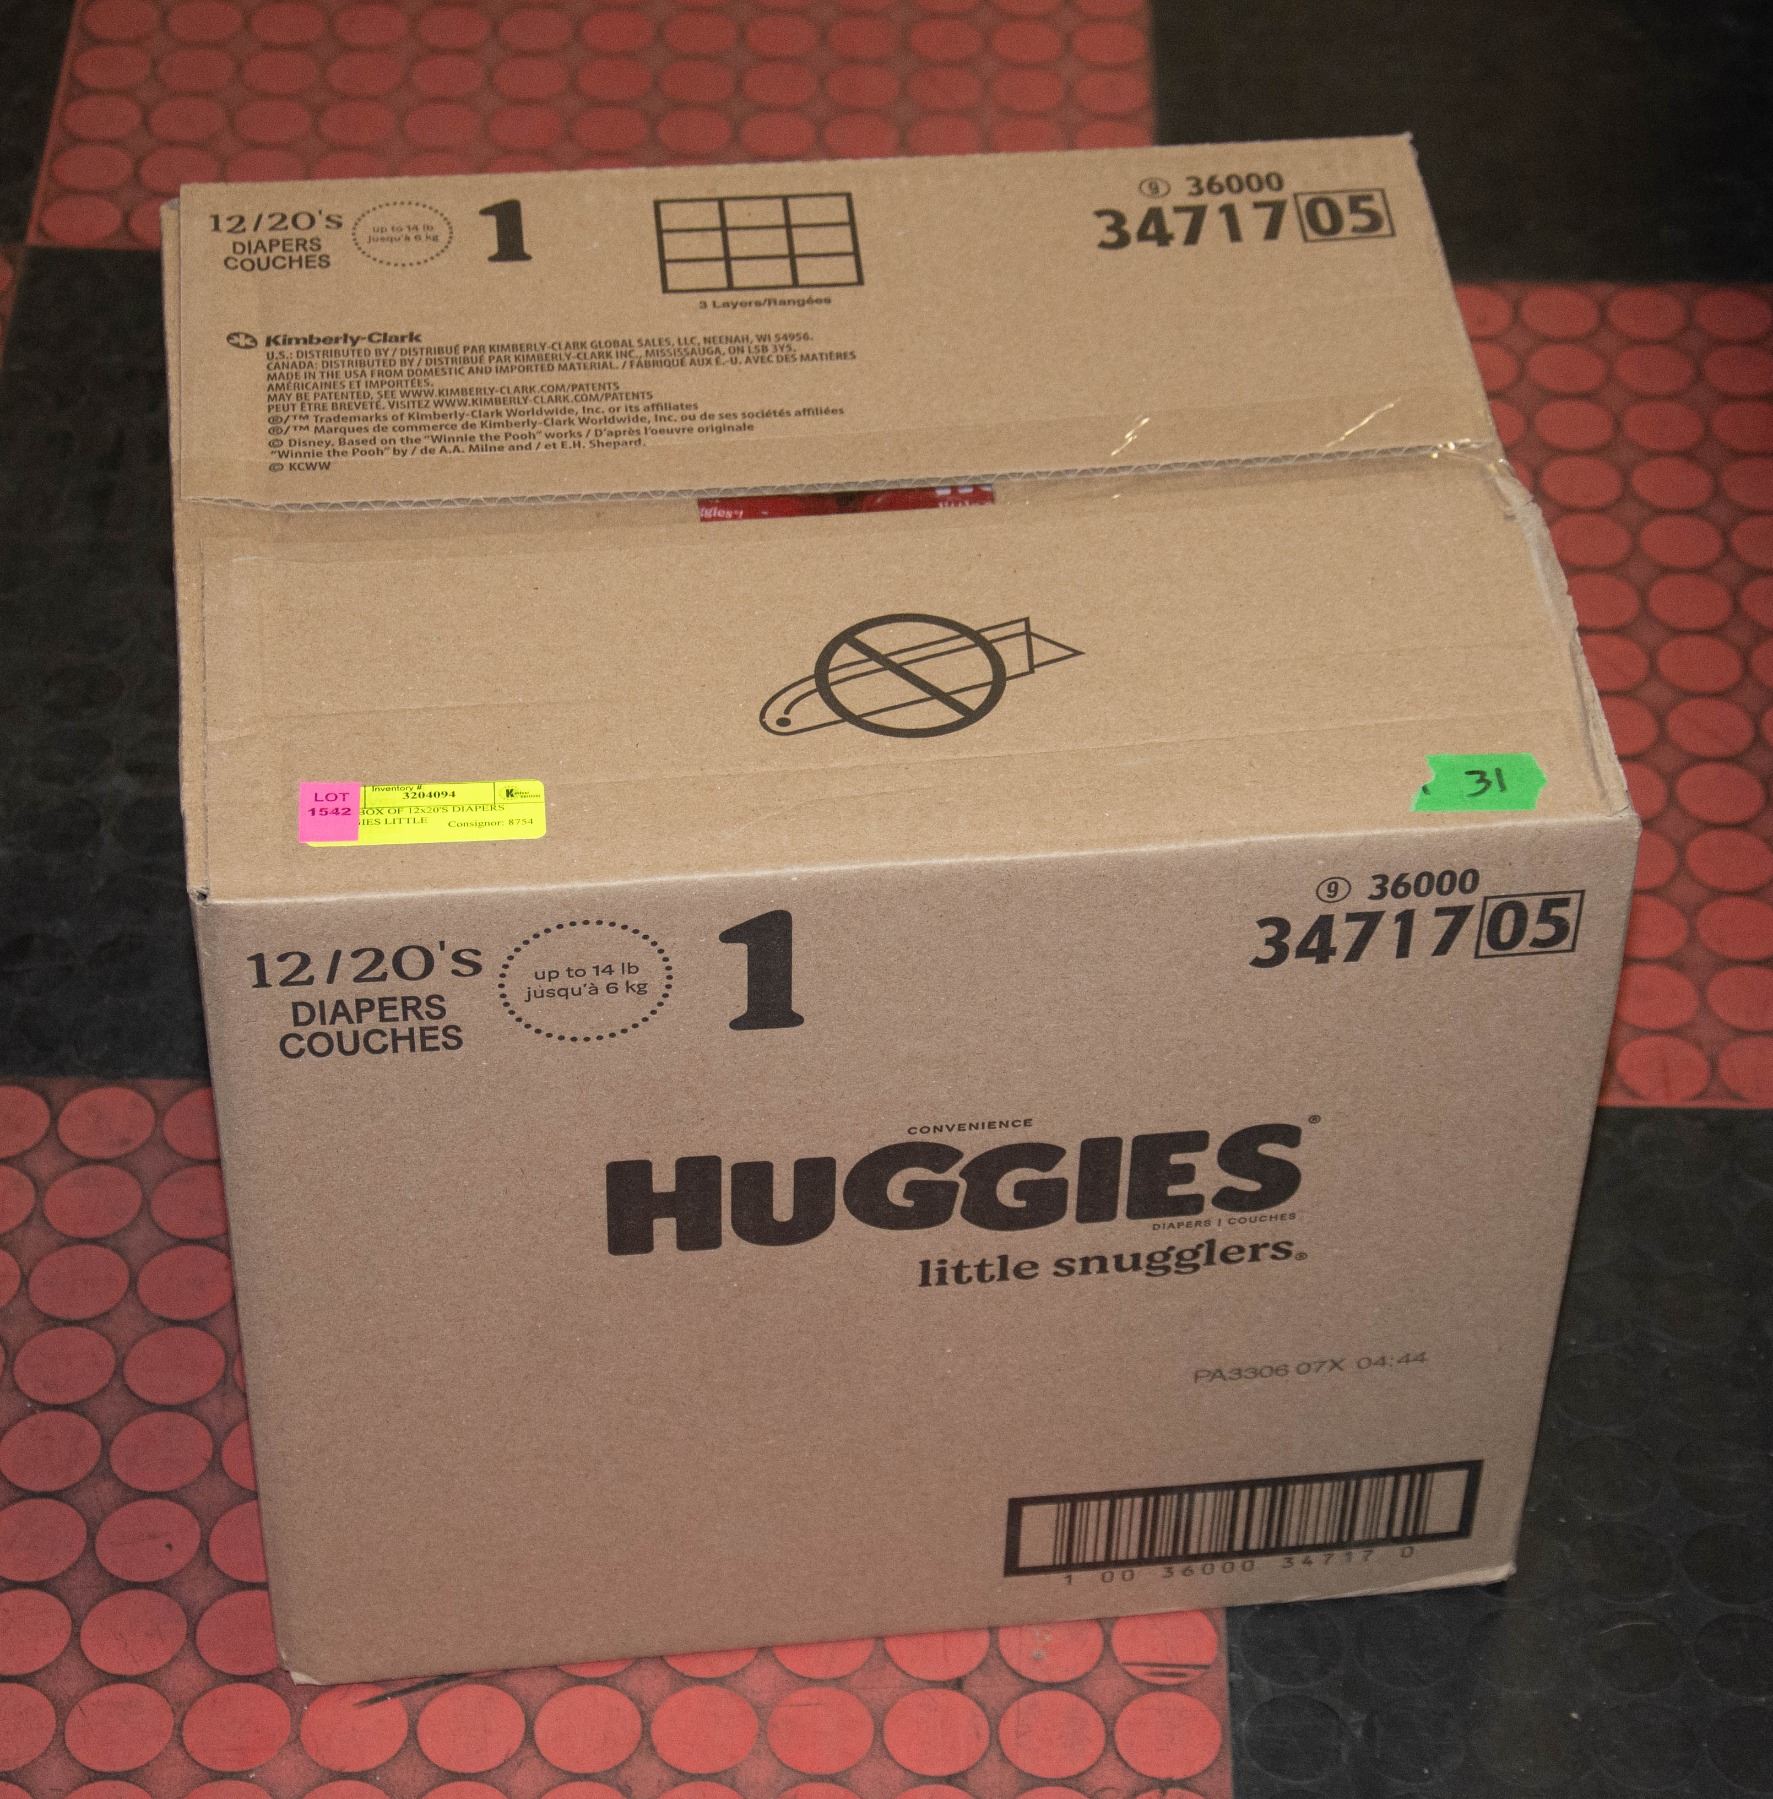 12/20's
DIAPERS
COUCHES
up to 14 lb
jusqu'à 6 kg
1
3 Layers/Rangées
9 36000
34717 05
Kimberly-Clark
U.S.: DISTRIBUTED BY / DISTRIBUÉ PAR KIMBERLY-CLARK GLOBAL SALES, LLC, NEENAH, WI 54956.
CANADA: DISTRIBUTED BY / DISTRIBUÉ PAR KIMBERLY-CLARK INC., MISSISSAUGA, ON L5B 3Y5.
MADE IN THE USA FROM DOMESTIC AND IMPORTED MATERIAL. / FABRIQUÉ AUX É.-U. AVEC DES MATIÈRES
AMÉRICAINES ET IMPORTÉES.
MAY BE PATENTED, SEE WWW.KIMBERLY-CLARK.COM/PATENTS
PEUT ÊTRE BREVETÉ. VISITEZ WWW.KIMBERLY-CLARK.COM/PATENTS
®/™ Trademarks of Kimberly-Clark Worldwide, Inc. or its affiliates
®/™ Marques de commerce de Kimberly-Clark Worldwide, Inc. ou de ses sociétés affiliées
© Disney. Based on the "Winnie the Pooh" works / D'après l'oeuvre originale
"Winnie the Pooh" by / de A.A. Milne and / et E.H. Shepard.
© KCWW
LOT
1542
Inventory #
3204094
BOX OF 12x20'S DIAPERS
IES LITTLE Consignor: 8754
31
12/20's
DIAPERS
COUCHES
up to 14 lb
jusqu'à 6 kg
1
9 36000
34717 05
CONVENIENCE
HUGGIES®
DIAPERS | COUCHES
little snugglers®
PA3306 07X 04:44
1 00 36000 34717 0